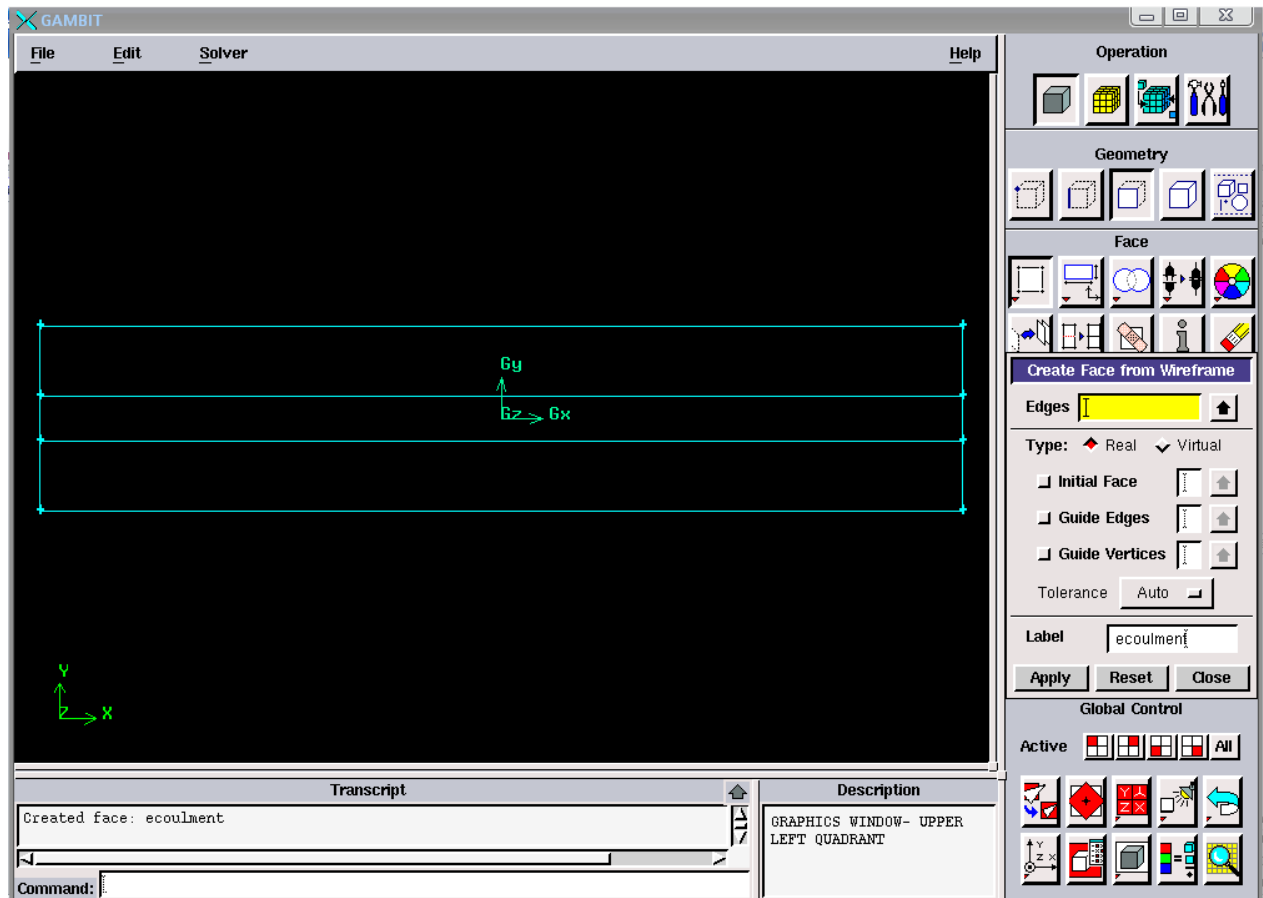 GAMBIT
File Edit Solver Help
Operation
Geometry
Face
Gy
Gz Gx
Create Face from Wireframe
Edges
Type: Real Virtual
Initial Face
Guide Edges
Guide Vertices
Tolerance Auto
Label ecoulment
Apply Reset Close
Y
Z X
Global Control
Active All
Transcript
Created face: ecoulment
Command:
Description
GRAPHICS WINDOW- UPPER
LEFT QUADRANT
Y
Z X
Y
Z X